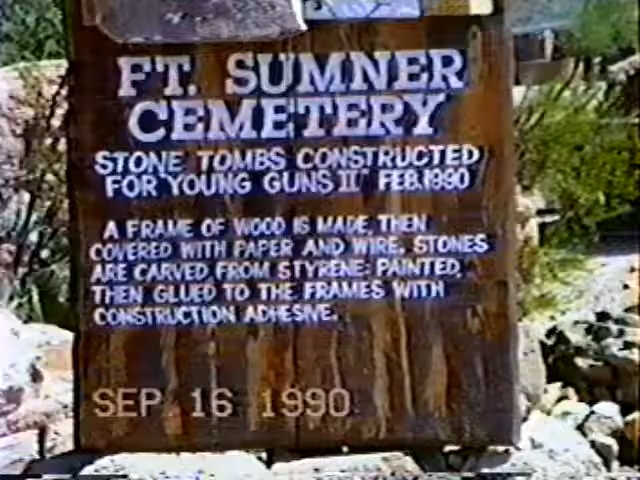 FT. SUMNER
CEMETERY
STONE TOMBS CONSTRUCTED
FOR "YOUNG GUNS II" FEB. 1990
A FRAME OF WOOD IS MADE, THEN
COVERED WITH PAPER AND WIRE. STONES
ARE CARVED FROM STYRENE; PAINTED,
THEN GLUED TO THE FRAMES WITH
CONSTRUCTION ADHESIVE.
SEP 16 1990